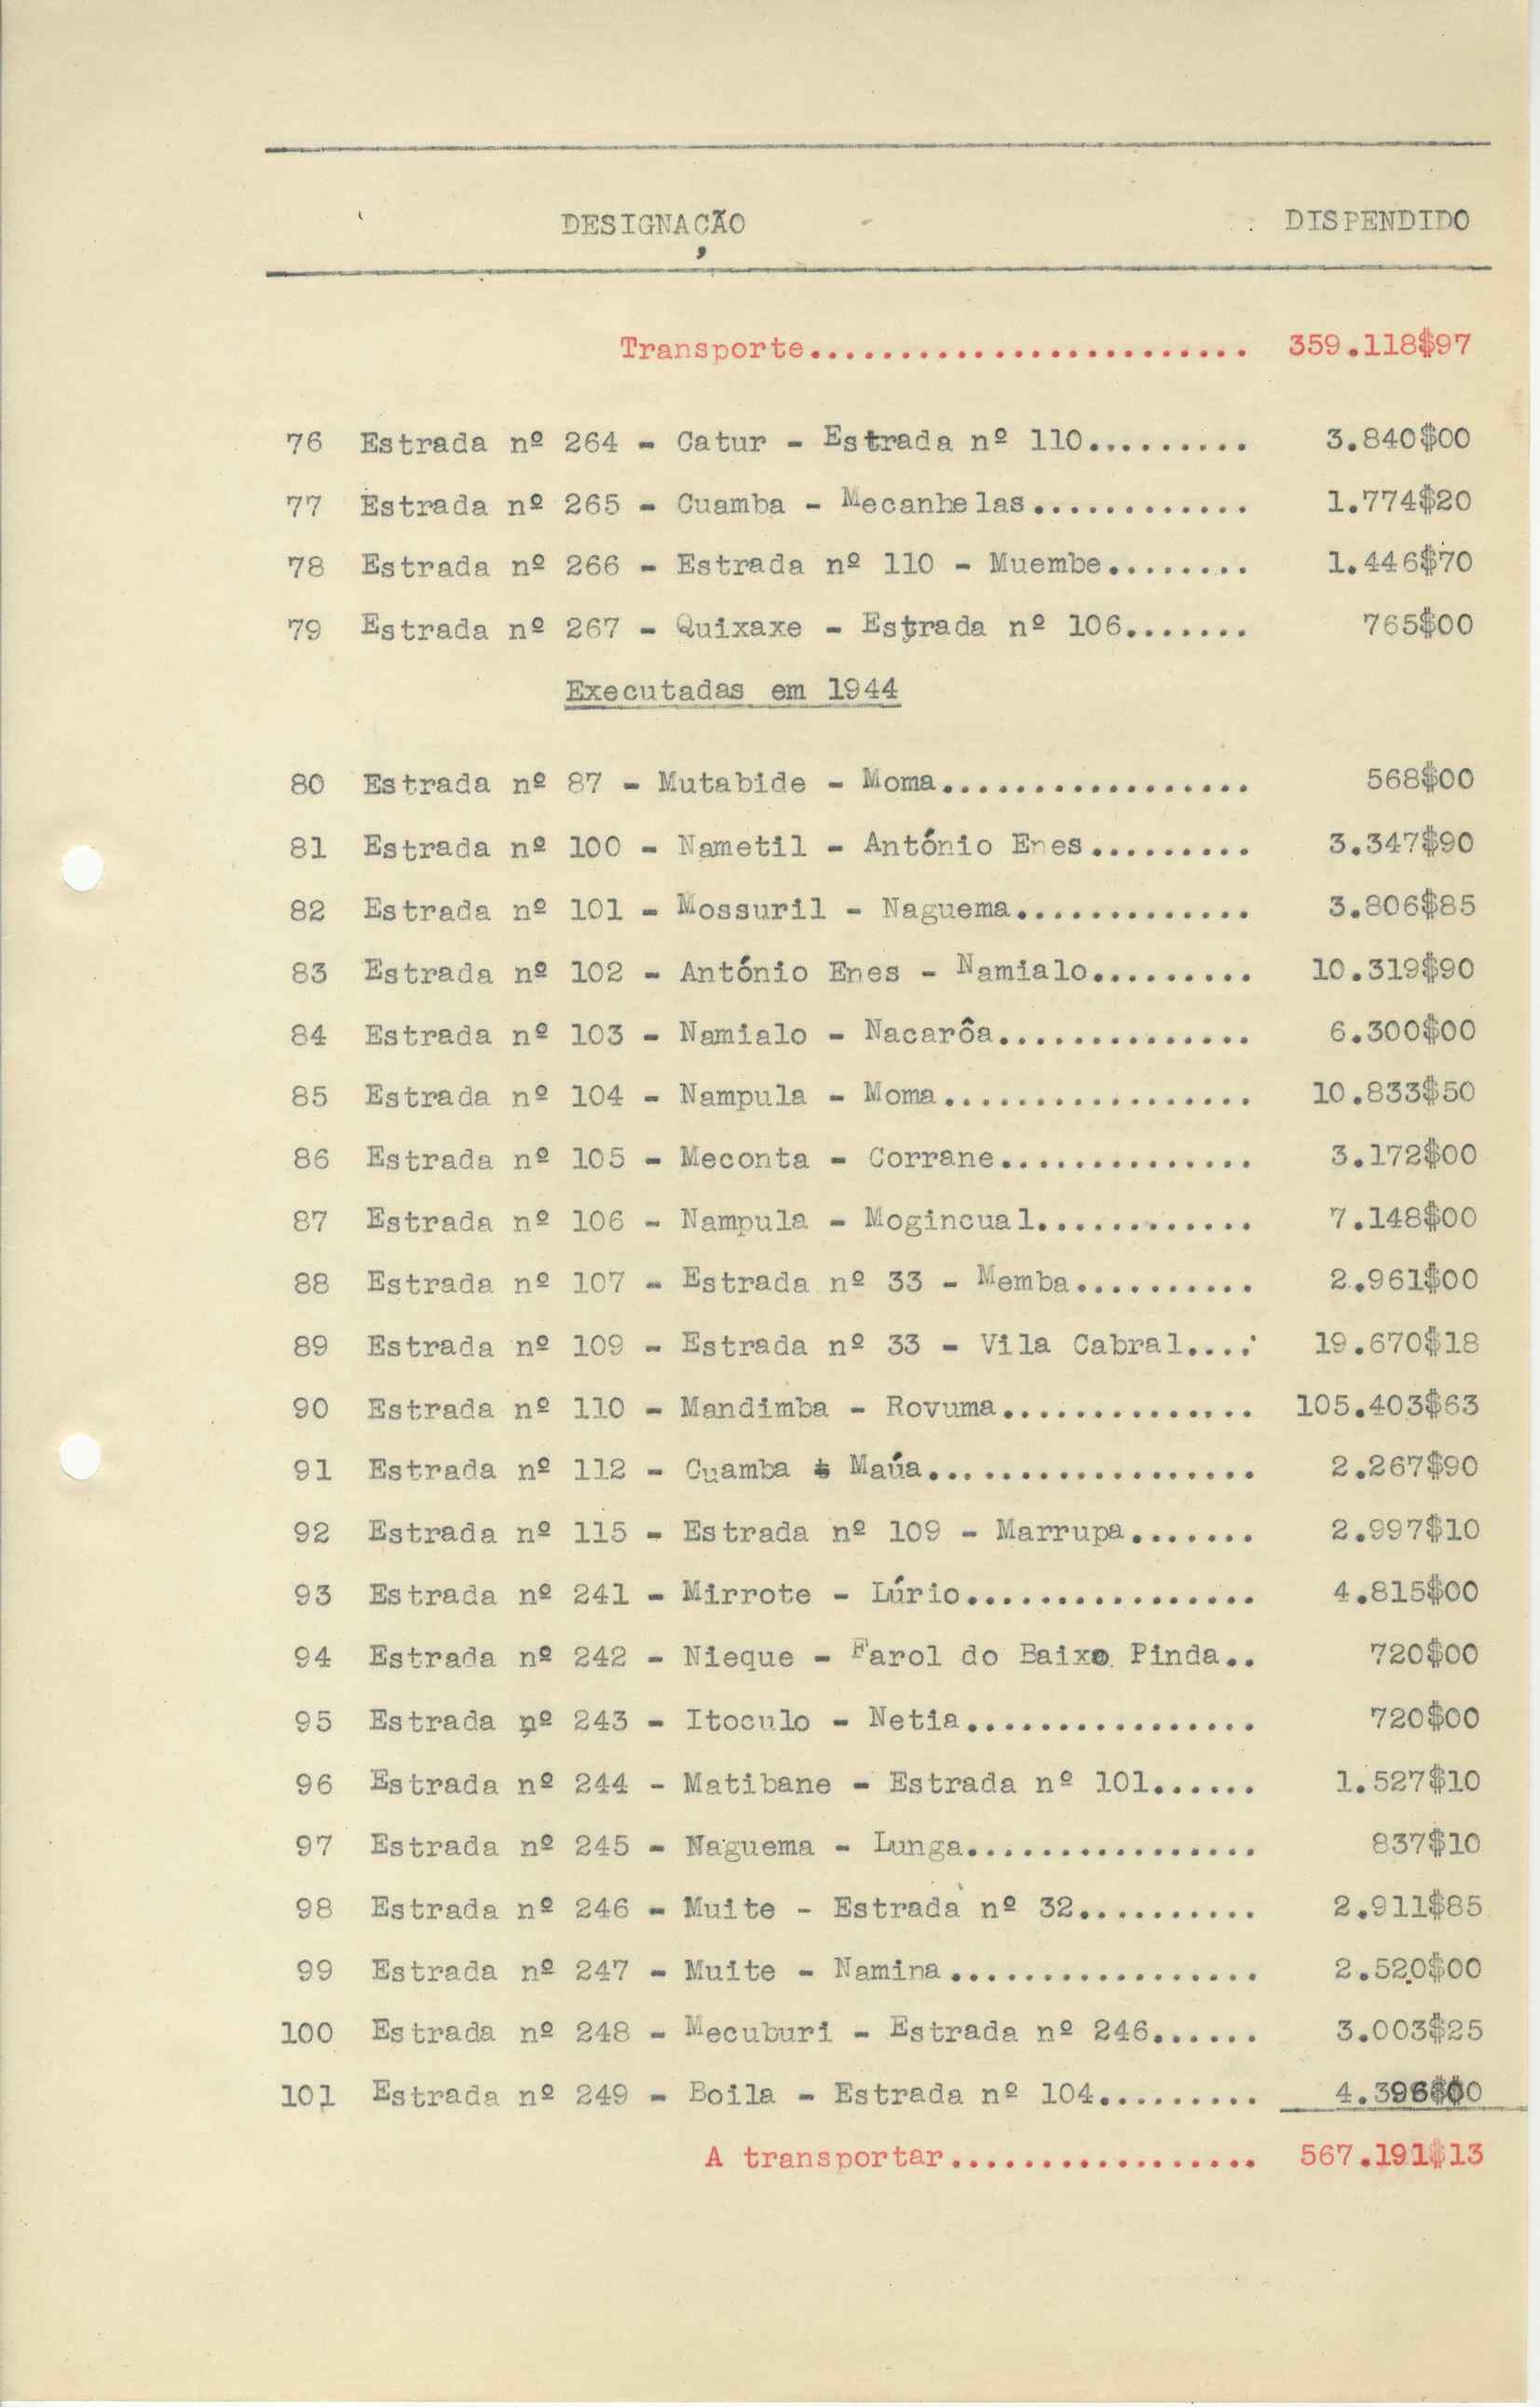 DESIGNAÇÃO : DISPENDIDO
Transporte........................ 359.118$97
76 Estrada nº 264 - Catur - Estrada nº 110......... 3.840$00
77 Estrada nº 265 - Cuamba - Mecanhelas............ 1.774$20
78 Estrada nº 266 - Estrada nº 110 - Muembe........ 1.446$70
79 Estrada nº 267 - Quixaxe - Estrada nº 106....... 765$00
Executadas em 1944
80 Estrada nº 87 - Mutabide - Moma................. 568$00
81 Estrada nº 100 - Nametil - António Enes......... 3.347$90
82 Estrada nº 101 - Mossuril - Naguema............. 3.806$85
83 Estrada nº 102 - António Enes - Namialo......... 10.319$90
84 Estrada nº 103 - Namialo - Nacarôa.............. 6.300$00
85 Estrada nº 104 - Nampula - Moma................. 10.833$50
86 Estrada nº 105 - Meconta - Corrane.............. 3.172$00
87 Estrada nº 106 - Nampula - Mogincual............ 7.148$00
88 Estrada nº 107 - Estrada nº 33 - Memba.......... 2.961$00
89 Estrada nº 109 - Estrada nº 33 - Vila Cabral...: 19.670$18
90 Estrada nº 110 - Mandimba - Rovuma.............. 105.403$63
91 Estrada nº 112 - Cuamba - Maúa.................. 2.267$90
92 Estrada nº 115 - Estrada nº 109 - Marrupa....... 2.997$10
93 Estrada nº 241 - Mirrote - Lúrio................ 4.815$00
94 Estrada nº 242 - Nieque - Farol do Baixo Pinda.. 720$00
95 Estrada nº 243 - Itoculo - Netia................ 720$00
96 Estrada nº 244 - Matibane - Estrada nº 101...... 1.527$10
97 Estrada nº 245 - Naguema - Lunga................ 837$10
98 Estrada nº 246 - Muite - Estrada nº 32.......... 2.911$85
99 Estrada nº 247 - Muite - Namina................. 2.520$00
100 Estrada nº 248 - Mecuburi - Estrada nº 246...... 3.003$25
101 Estrada nº 249 - Boila - Estrada nº 104......... 4.396$00
A transportar................. 567.191$13